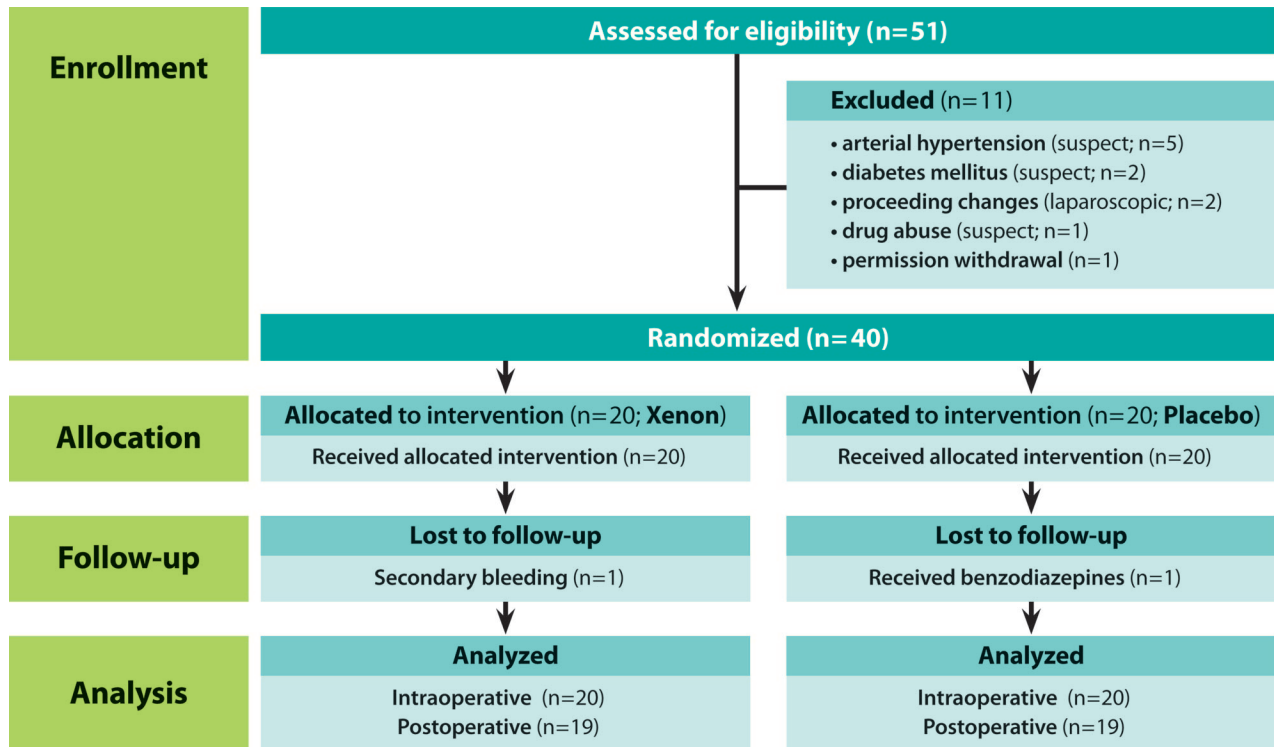 Enrollment
Assessed for eligibility (n=51)
Excluded (n=11)
• arterial hypertension (suspect; n=5)
• diabetes mellitus (suspect; n=2)
• proceeding changes (laparoscopic; n=2)
• drug abuse (suspect; n=1)
• permission withdrawal (n=1)
Randomized (n=40)
Allocation
Allocated to intervention (n=20; Xenon)
Received allocated intervention (n=20)
Allocated to intervention (n=20; Placebo)
Received allocated intervention (n=20)
Follow-up
Lost to follow-up
Secondary bleeding (n=1)
Lost to follow-up
Received benzodiazepines (n=1)
Analysis
Analyzed
Intraoperative (n=20)
Postoperative (n=19)
Analyzed
Intraoperative (n=20)
Postoperative (n=19)